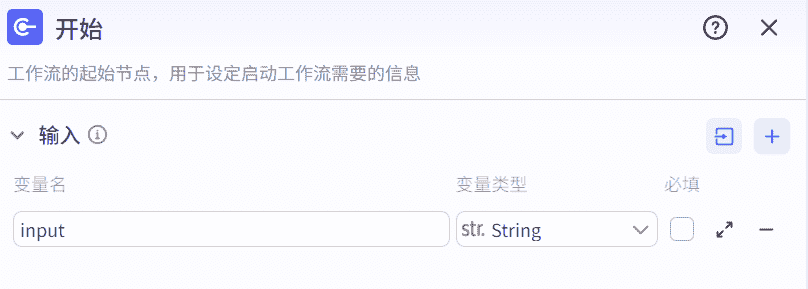 开始
工作流的起始节点，用于设定启动工作流需要的信息
输入
变量名 变量类型 必填
input str. String